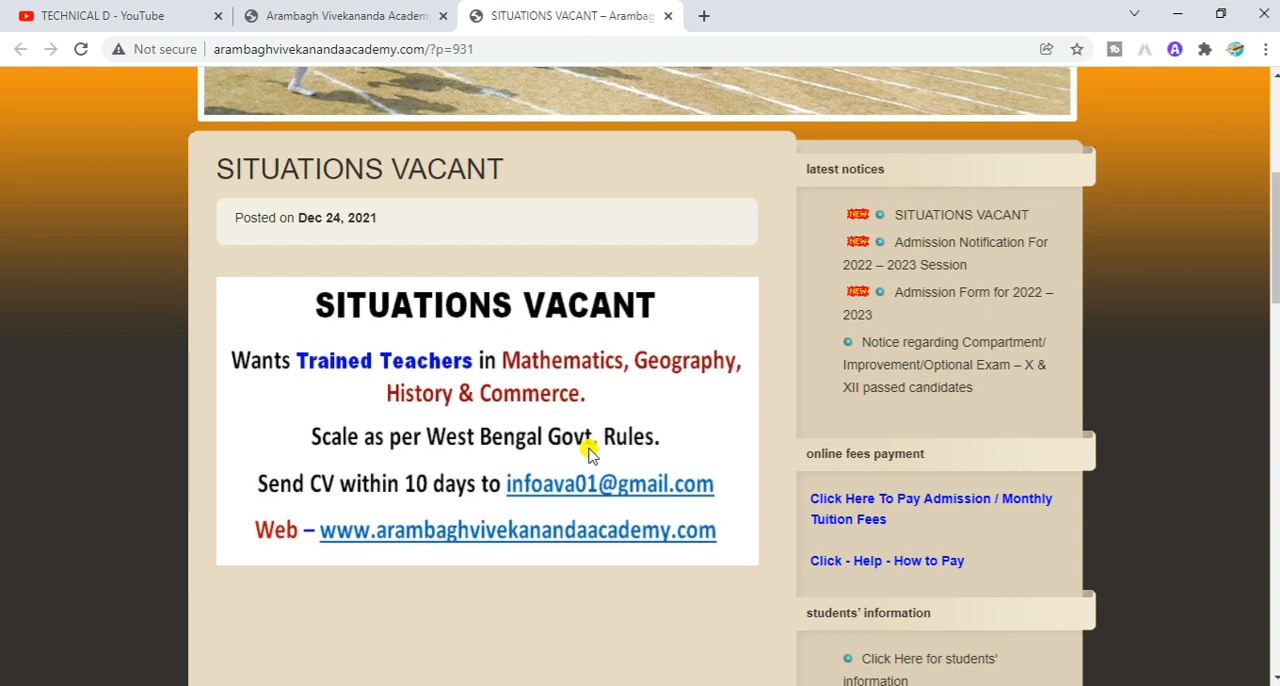 TECHNICAL D - YouTube
Arambagh Vivekananda Academ
SITUATIONS VACANT – Arambag
Not secure
arambaghvivekanandaacademy.com/?p=931
SITUATIONS VACANT
Posted on Dec 24, 2021
SITUATIONS VACANT
Wants Trained Teachers in Mathematics, Geography,
History & Commerce.
Scale as per West Bengal Govt. Rules.
Send CV within 10 days to infoava01@gmail.com
Web – www.arambaghvivekanandaacademy.com
latest notices
NEW SITUATIONS VACANT
NEW Admission Notification For
2022 – 2023 Session
NEW Admission Form for 2022 –
2023
Notice regarding Compartment/
Improvement/Optional Exam – X &
XII passed candidates
online fees payment
Click Here To Pay Admission / Monthly
Tuition Fees
Click - Help - How to Pay
students' information
Click Here for students'
information